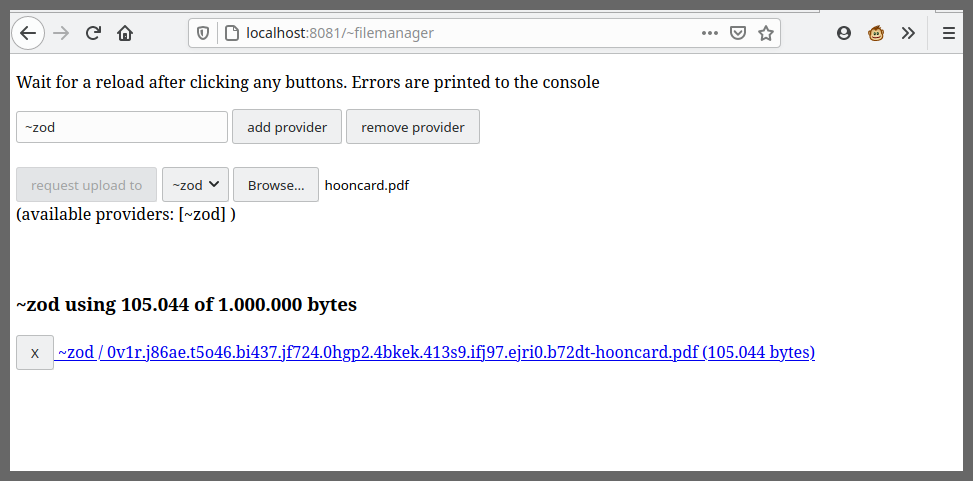 localhost:8081/~filemanager
Wait for a reload after clicking any buttons. Errors are printed to the console
~zod add provider remove provider
request upload to ~zod Browse... hooncard.pdf
(available providers: [~zod] )
~zod using 105.044 of 1.000.000 bytes
X ~zod / 0v1r.j86ae.t5o46.bi437.jf724.0hgp2.4bkek.413s9.ifj97.ejri0.b72dt-hooncard.pdf (105.044 bytes)